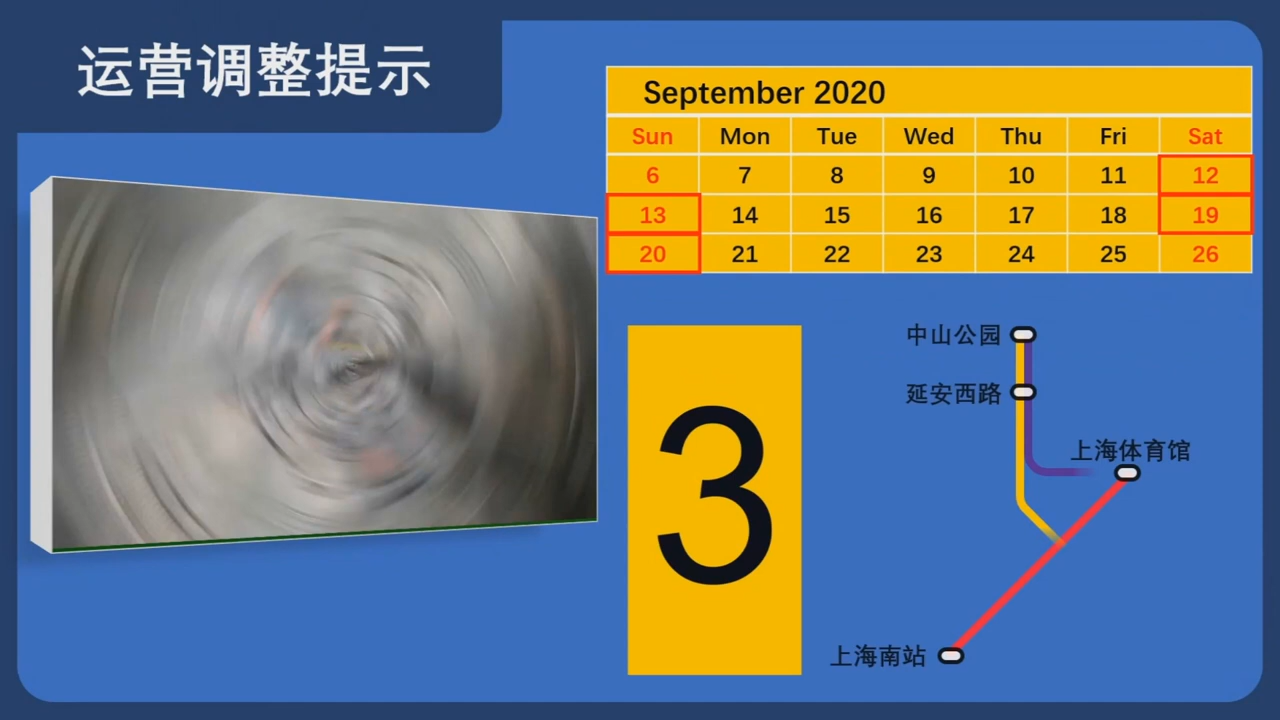 运营调整提示
September 2020
Sun Mon Tue Wed Thu Fri Sat
6 7 8 9 10 11 12
13 14 15 16 17 18 19
20 21 22 23 24 25 26
3
中山公园
延安西路
上海体育馆
上海南站